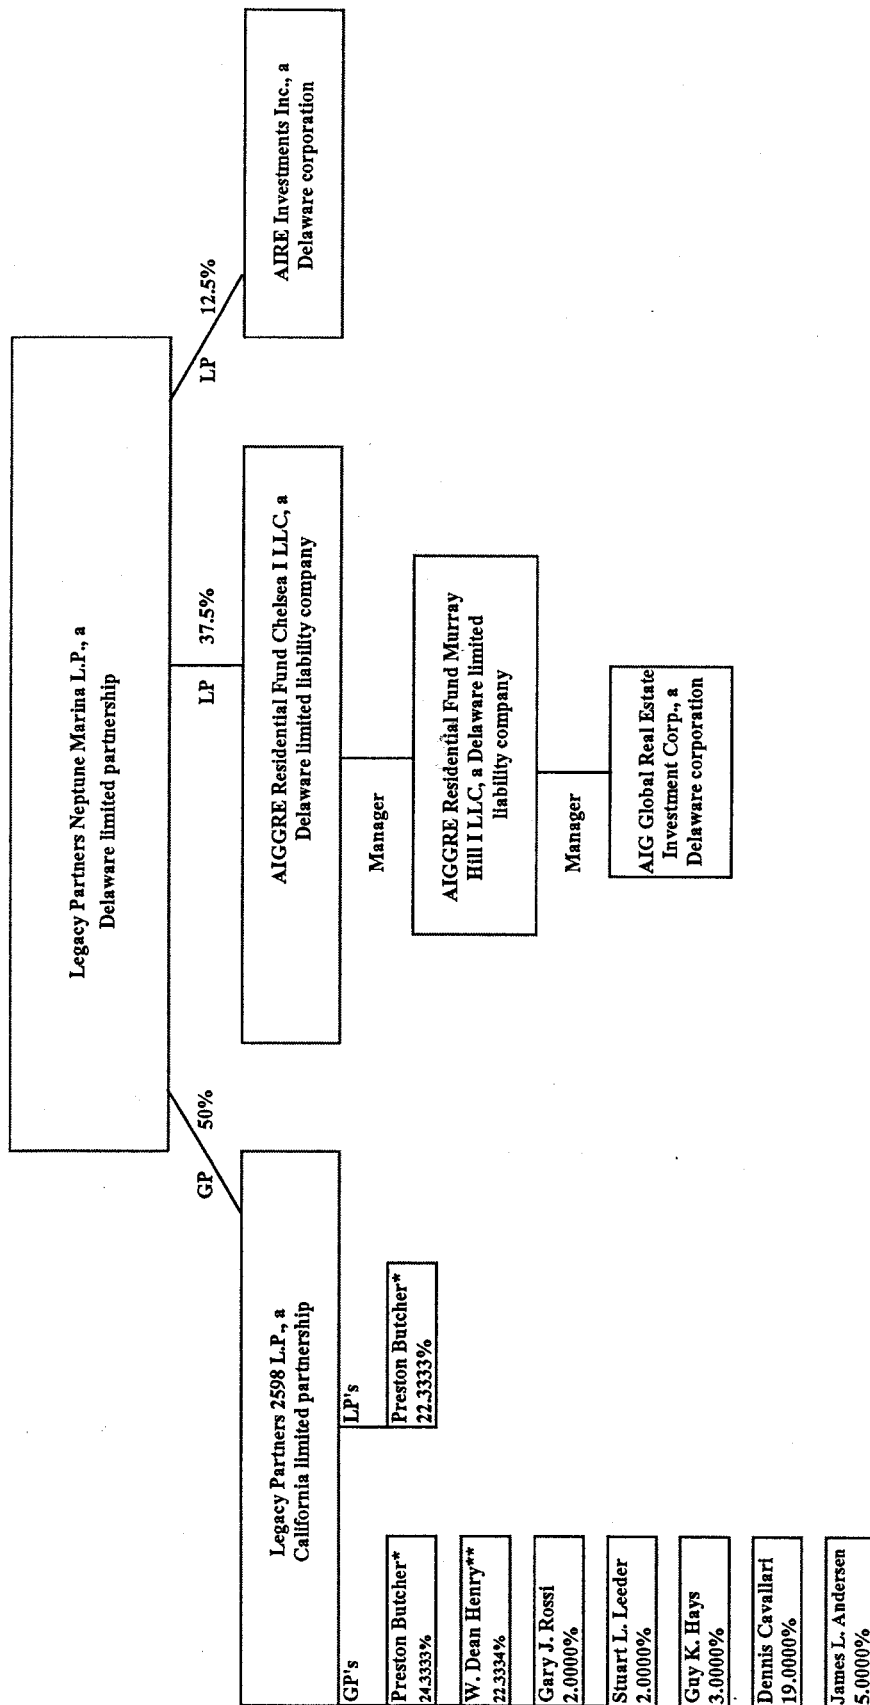 Legacy Partners Neptune Marina L.P., a
Delaware limited partnership
GP
50%
LP
37.5%
LP
12.5%
Legacy Partners 2598 L.P., a
California limited partnership
AIGGRE Residential Fund Chelsea I LLC, a
Delaware limited liability company
AIRE Investments Inc., a
Delaware corporation
GP's
LP's
Preston Butcher*
24.3333%
Preston Butcher*
22.3333%
Manager
AIGGRE Residential Fund Murray
Hill I LLC, a Delaware limited
liability company
W. Dean Henry**
22.3334%
Gary J. Rossi
2.0000%
Manager
Stuart L. Leeder
2.0000%
AIG Global Real Estate
Investment Corp., a
Delaware corporation
Guy K. Hays
3.0000%
Dennis Cavallari
19.0000%
James L. Andersen
5.0000%